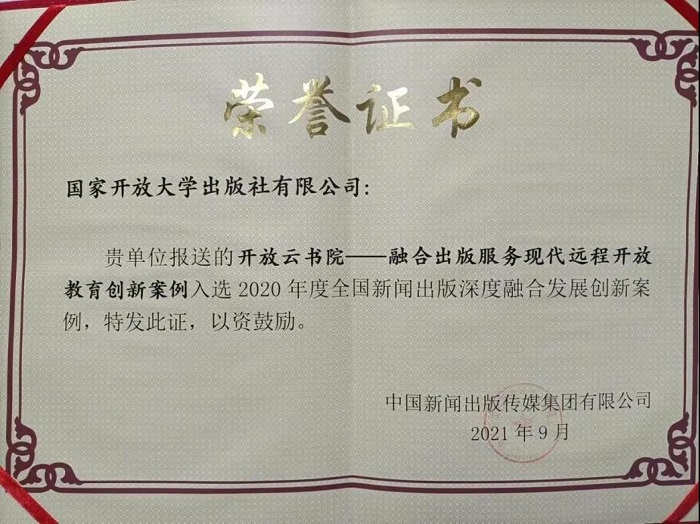 荣誉证书
国家开放大学出版社有限公司：
贵单位报送的开放云书院——融合出版服务现代远程开放
教育创新案例入选2020年度全国新闻出版深度融合发展创新案
例，特发此证，以资鼓励。
中国新闻出版传媒集团有限公司
2021年9月